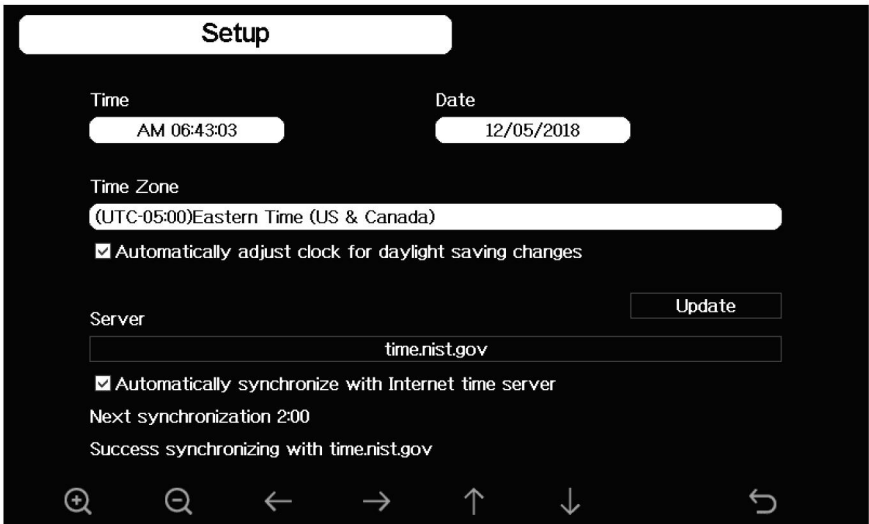 Setup
Time
Date
AM 06:43:03
12/05/2018
Time Zone
(UTC-05:00)Eastern Time (US & Canada)
Automatically adjust clock for daylight saving changes
Update
Server
time.nist.gov
Automatically synchronize with Internet time server
Next synchronization 2:00
Success synchronizing with time.nist.gov